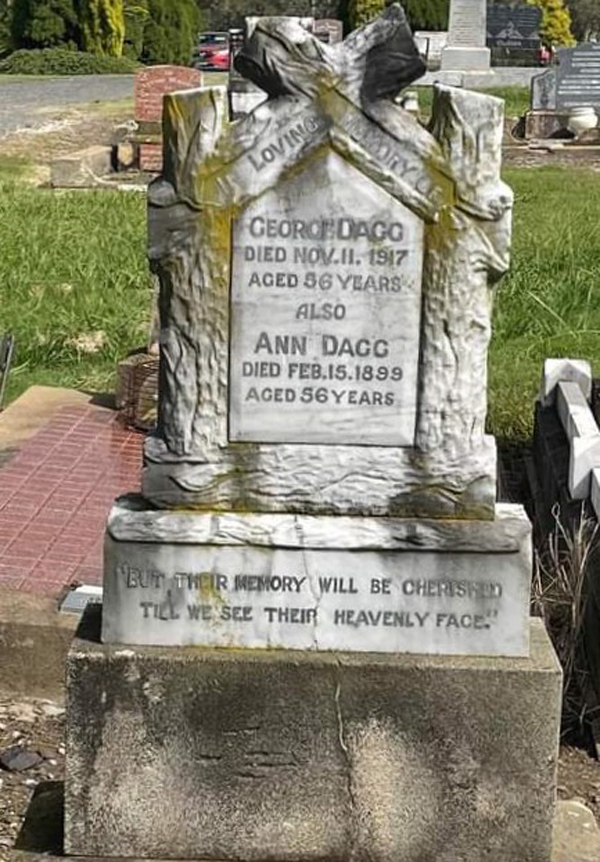 LOVING MEMORY OF
GEORGE DAGG
DIED NOV. 11. 1917
AGED 56 YEARS
ALSO
ANN DAGG
DIED FEB. 15. 1899
AGED 56 YEARS
"BUT THEIR MEMORY WILL BE CHERISHED
TILL WE SEE THEIR HEAVENLY FACE."